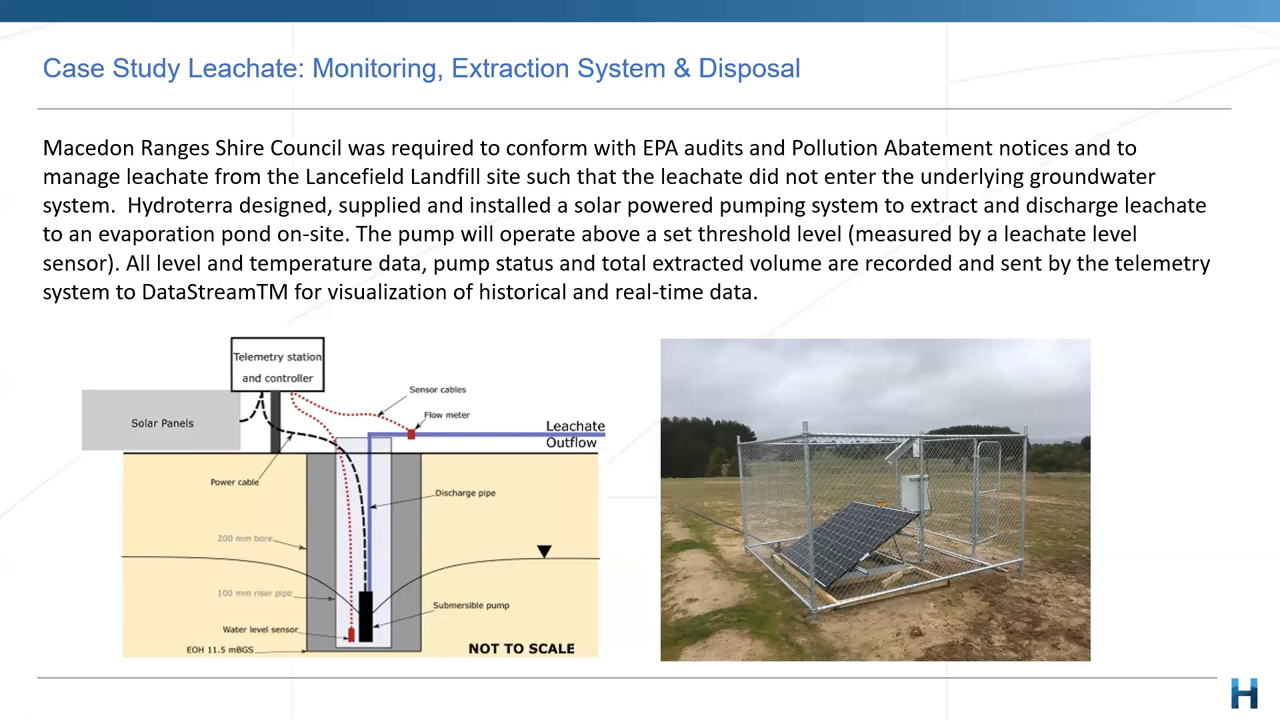 Case Study Leachate: Monitoring, Extraction System & Disposal
Macedon Ranges Shire Council was required to conform with EPA audits and Pollution Abatement notices and to
manage leachate from the Lancefield Landfill site such that the leachate did not enter the underlying groundwater
system.  Hydroterra designed, supplied and installed a solar powered pumping system to extract and discharge leachate
to an evaporation pond on-site. The pump will operate above a set threshold level (measured by a leachate level
sensor). All level and temperature data, pump status and total extracted volume are recorded and sent by the telemetry
system to DataStreamTM for visualization of historical and real-time data.
Telemetry station
and controller
Solar Panels
Sensor cables
Flow meter
Leachate
Outflow
Power cable
Discharge pipe
200 mm bore
100 mm riser pipe
Submersible pump
Water level sensor
EOH 11.5 mBGS
NOT TO SCALE
H